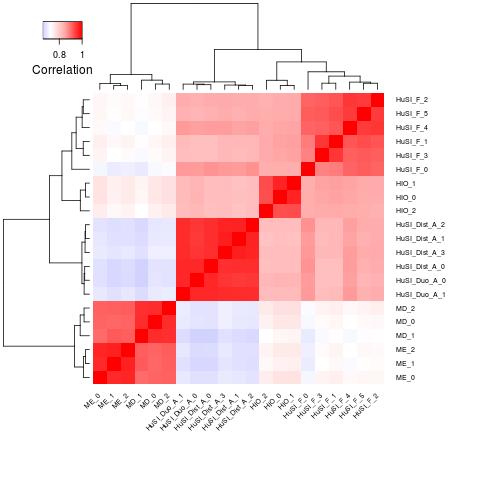 0.8 1
Correlation
HuSI_F_2
HuSI_F_5
HuSI_F_4
HuSI_F_1
HuSI_F_3
HuSI_F_0
HIO_1
HIO_0
HIO_2
HuSI_Dist_A_2
HuSI_Dist_A_1
HuSI_Dist_A_3
HuSI_Dist_A_0
HuSI_Duo_A_0
HuSI_Duo_A_1
MD_2
MD_0
MD_1
ME_2
ME_1
ME_0
ME_0
ME_1
ME_2
MD_1
MD_0
MD_2
HuSI_Duo_A_1
HuSI_Duo_A_0
HuSI_Dist_A_0
HuSI_Dist_A_3
HuSI_Dist_A_1
HuSI_Dist_A_2
HIO_2
HIO_0
HIO_1
HuSI_F_0
HuSI_F_3
HuSI_F_1
HuSI_F_4
HuSI_F_5
HuSI_F_2